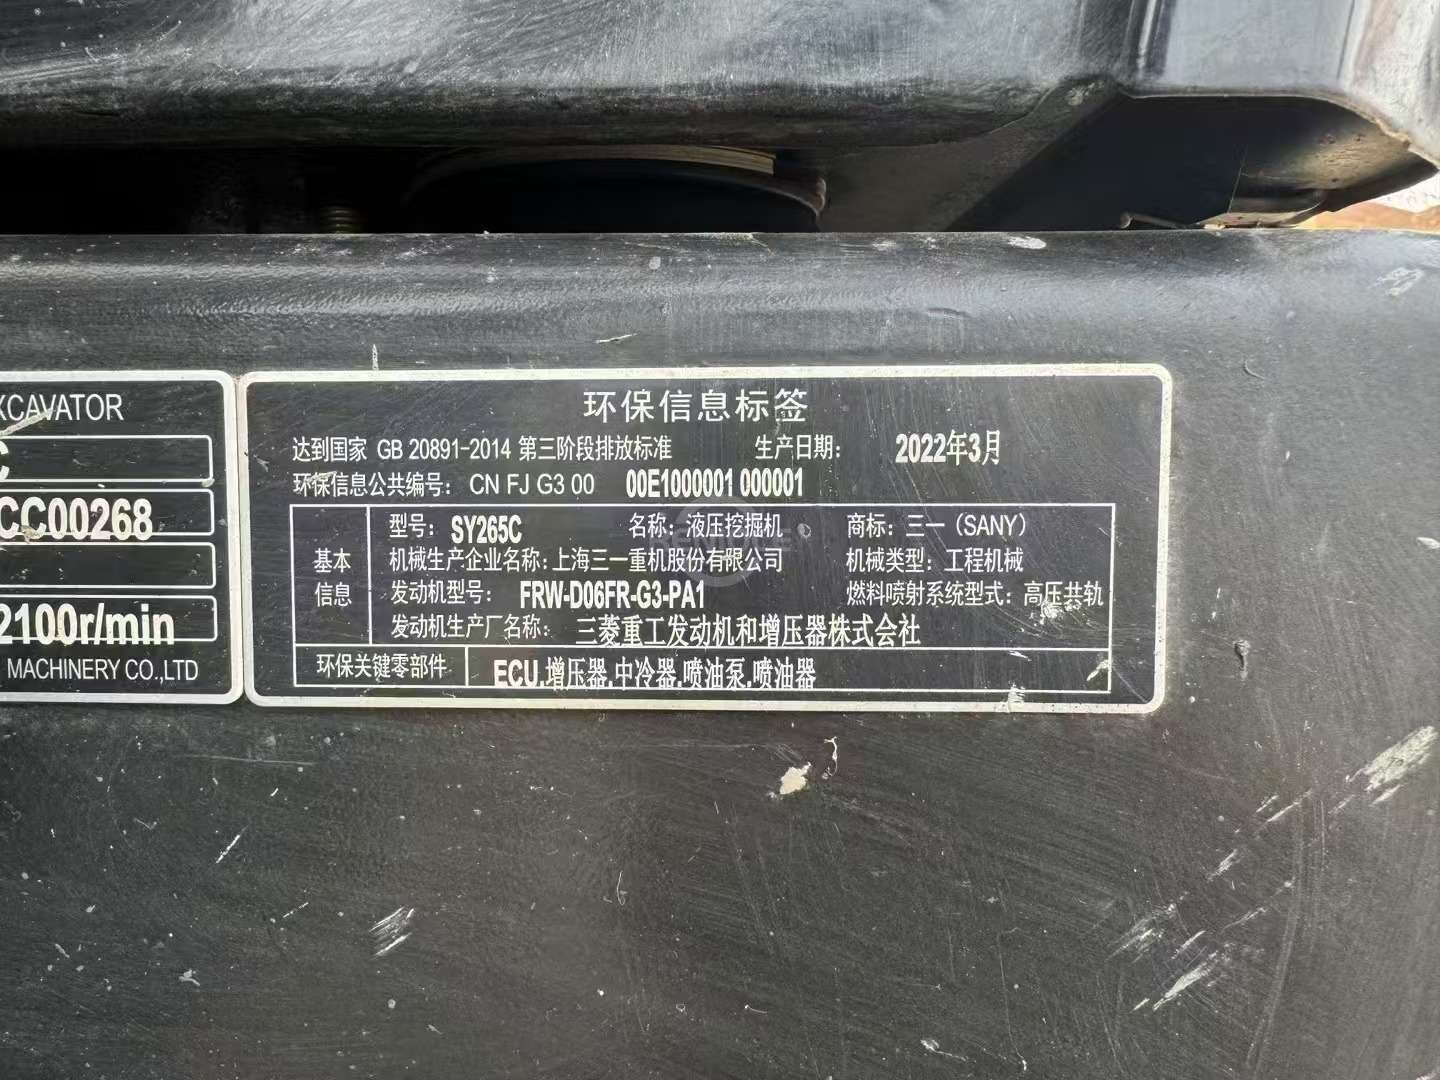 XCAVATOR
C
CC00268
2100r/min
MACHINERY CO.,LTD
环保信息标签
达到国家 GB 20891-2014 第三阶段排放标准 生产日期： 2022年3月
环保信息公共编号： CN FJ G3 00 00E1000001 000001
基本信息
型号： SY265C 名称：液压挖掘机 商标：三一（SANY）
机械生产企业名称：上海三一重机股份有限公司 机械类型：工程机械
发动机型号： FRW-D06FR-G3-PA1 燃料喷射系统型式：高压共轨
发动机生产厂名称： 三菱重工发动机和增压器株式会社
环保关键零部件 ECU,增压器,中冷器,喷油泵,喷油器